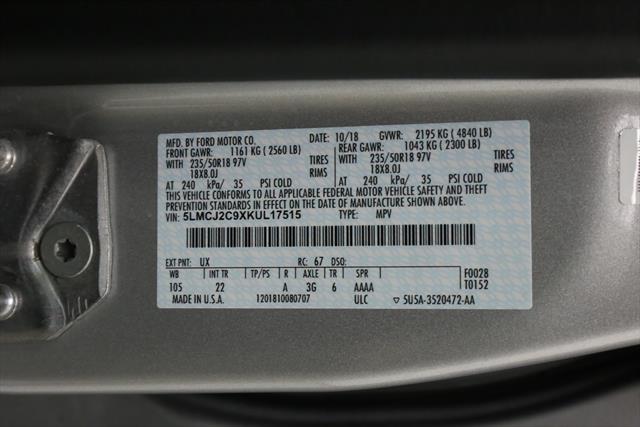 MFD. BY FORD MOTOR CO. DATE: 10/18 GVWR: 2195 KG ( 4840 LB)
FRONT GAWR: 1161 KG ( 2560 LB) REAR GAWR: 1043 KG ( 2300 LB)
WITH 235/50R18 97V TIRES WITH 235/50R18 97V TIRES
18X8.0J RIMS 18X8.0J RIMS
AT 240 kPa/ 35 PSI COLD AT 240 kPa/ 35 PSI COLD
THIS VEHICLE CONFORMS TO ALL APPLICABLE FEDERAL MOTOR VEHICLE SAFETY AND
BUMPER STANDARDS IN EFFECT ON THE DATE OF MANUFACTURE SHOWN ABOVE.
VIN: 5LMCJ2C9XKUL17515 TYPE: MPV
EXT PNT: UX RC: 67 DSO:
WB INT TR TP/PS R AXLE TR SPR F0028
105 22 A 3G 6 AAAA T0152
MADE IN U.S.A. 1201810080707 ULC ▽ 5U5A-3520472-AA